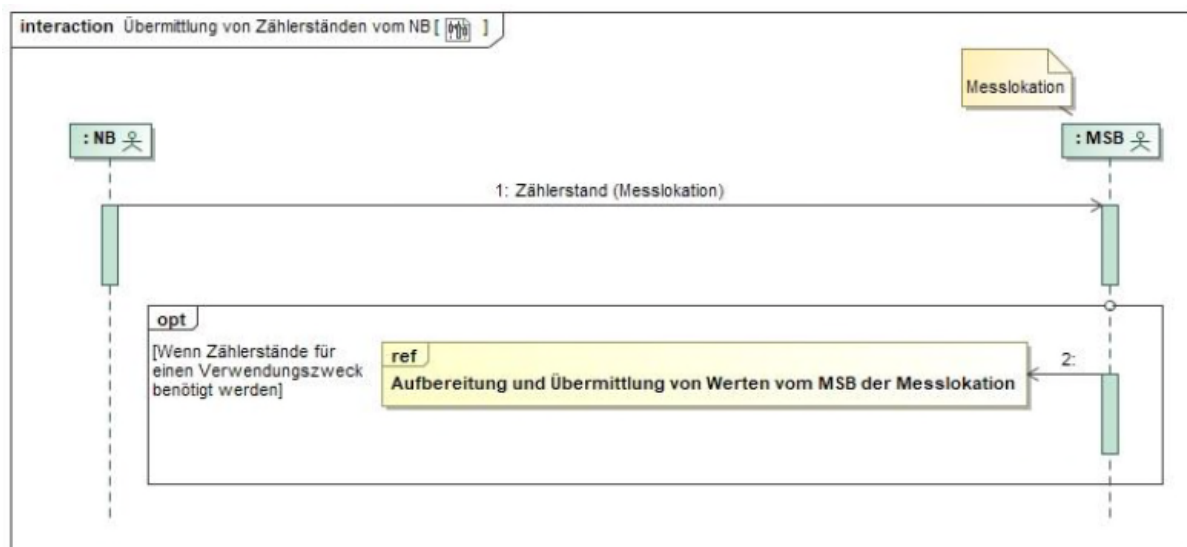 interaction Übermittlung von Zählerständen vom NB [ ]
Messlokation
: NB
: MSB
1: Zählerstand (Messlokation)
opt
[Wenn Zählerstände für
einen Verwendungszweck
benötigt werden]
ref
Aufbereitung und Übermittlung von Werten vom MSB der Messlokation
2: